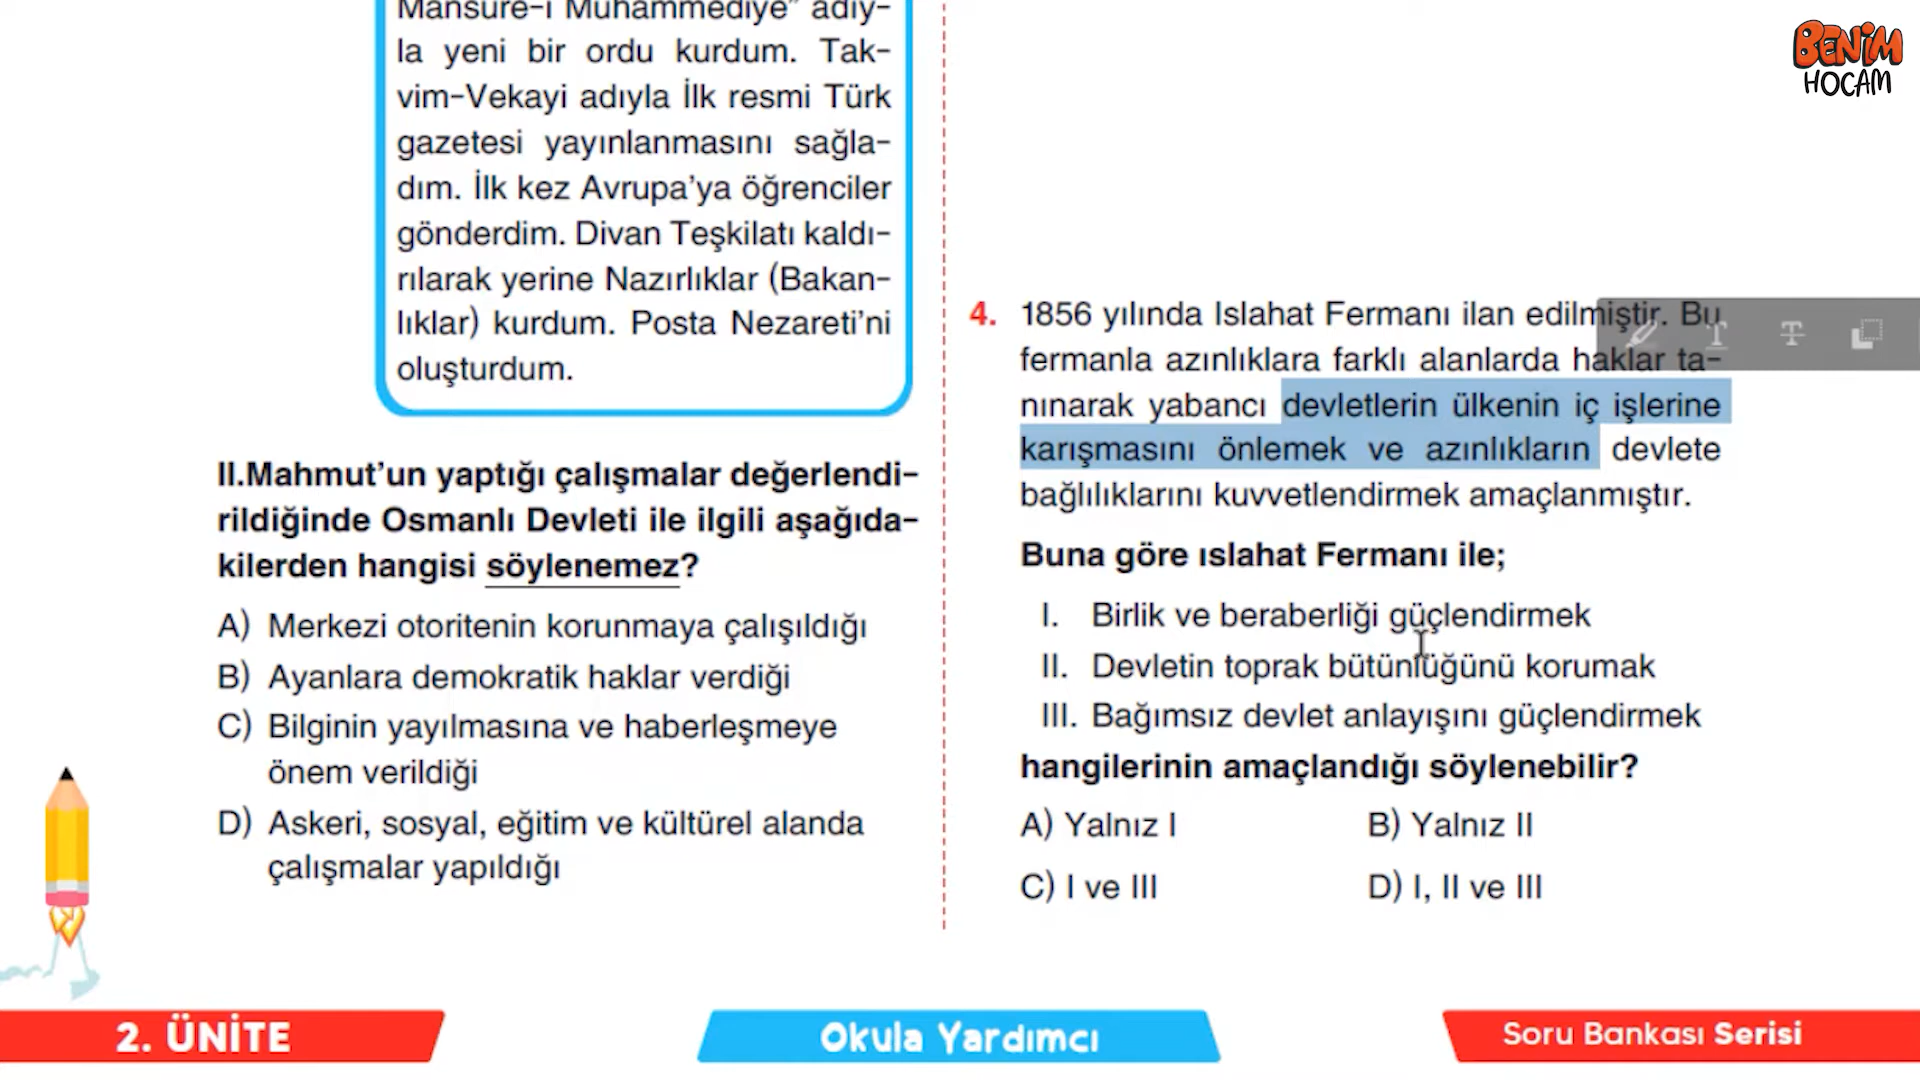 Mansure-i Muhammediye” adıy-
la yeni bir ordu kurdum. Tak-
vim-Vekayi adıyla İlk resmi Türk
gazetesi yayınlanmasını sağla-
dım. İlk kez Avrupa’ya öğrenciler
gönderdim. Divan Teşkilatı kaldı-
rılarak yerine Nazırlıklar (Bakan-
lıklar) kurdum. Posta Nezareti’ni
oluşturdum.
II.Mahmut’un yaptığı çalışmalar değerlendi-
rildiğinde Osmanlı Devleti ile ilgili aşağıda-
kilerden hangisi söylenemez?
A) Merkezi otoritenin korunmaya çalışıldığı
B) Ayanlara demokratik haklar verdiği
C) Bilginin yayılmasına ve haberleşmeye
önem verildiği
D) Askeri, sosyal, eğitim ve kültürel alanda
çalışmalar yapıldığı
BENİM
HOCAM
4. 1856 yılında Islahat Fermanı ilan edilmiştir. Bu
fermanla azınlıklara farklı alanlarda haklar ta-
nınarak yabancı devletlerin ülkenin iç işlerine
karışmasını önlemek ve azınlıkların devlete
bağlılıklarını kuvvetlendirmek amaçlanmıştır.
Buna göre ıslahat Fermanı ile;
I. Birlik ve beraberliği güçlendirmek
II. Devletin toprak bütünlüğünü korumak
III. Bağımsız devlet anlayışını güçlendirmek
hangilerinin amaçlandığı söylenebilir?
A) Yalnız I B) Yalnız II
C) I ve III D) I, II ve III
2. ÜNİTE
Okula Yardımcı
Soru Bankası Serisi